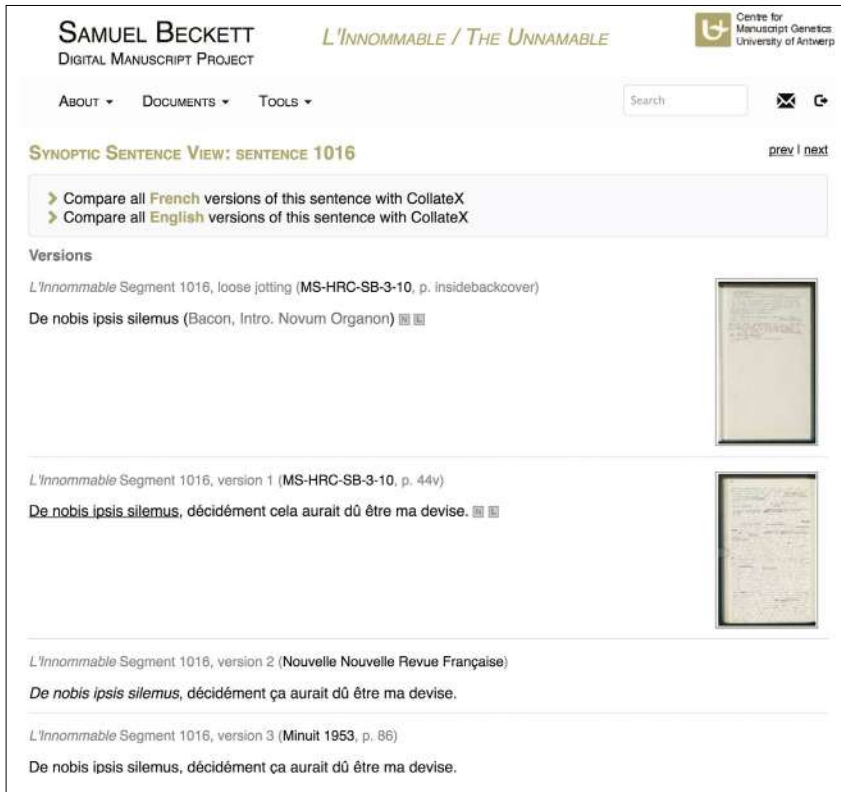 SAMUEL BECKETT
DIGITAL MANUSCRIPT PROJECT
L'INNOMMABLE / THE UNNAMABLE
Centre for
Manuscript Genetics
University of Antwerp
ABOUT DOCUMENTS TOOLS Search
SYNOPTIC SENTENCE VIEW: SENTENCE 1016 prev | next
Compare all French versions of this sentence with CollateX
Compare all English versions of this sentence with CollateX
Versions
L'Innommable Segment 1016, loose jotting (MS-HRC-SB-3-10, p. insidebackcover)
De nobis ipsis silemus (Bacon, Intro. Novum Organon) N L
L'Innommable Segment 1016, version 1 (MS-HRC-SB-3-10, p. 44v)
De nobis ipsis silemus, décidément cela aurait dû être ma devise. N L
L'Innommable Segment 1016, version 2 (Nouvelle Nouvelle Revue Française)
De nobis ipsis silemus, décidément ça aurait dû être ma devise.
L'Innommable Segment 1016, version 3 (Minuit 1953, p. 86)
De nobis ipsis silemus, décidément ça aurait dû être ma devise.